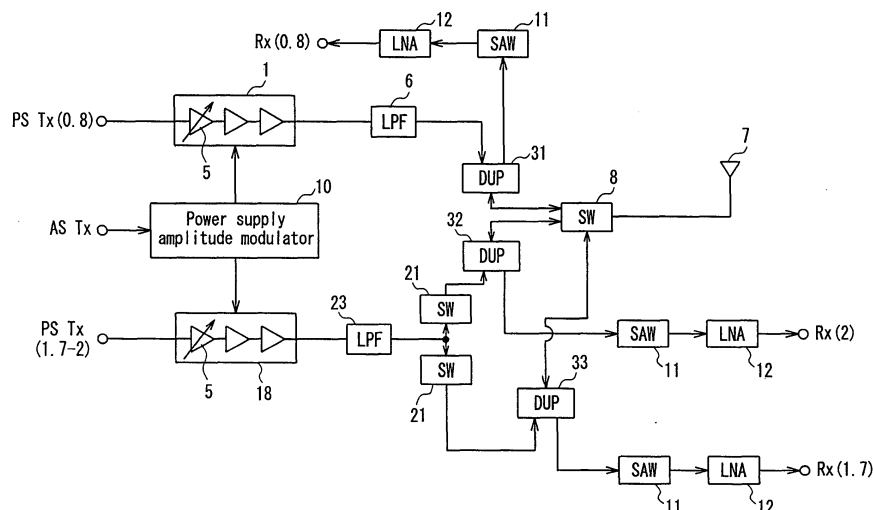 12
11
Rx(0.8)
LNA
SAW
1
6
7
PS Tx(0.8)
LPF
5
31
8
10
DUP
SW
AS Tx
Power supply
amplitude modulator
32
DUP
21
23
SW
PS Tx
(1.7-2)
LPF
SAW
LNA
Rx(2)
5
18
SW
33
11
12
21
DUP
SAW
LNA
Rx(1.7)
11
12